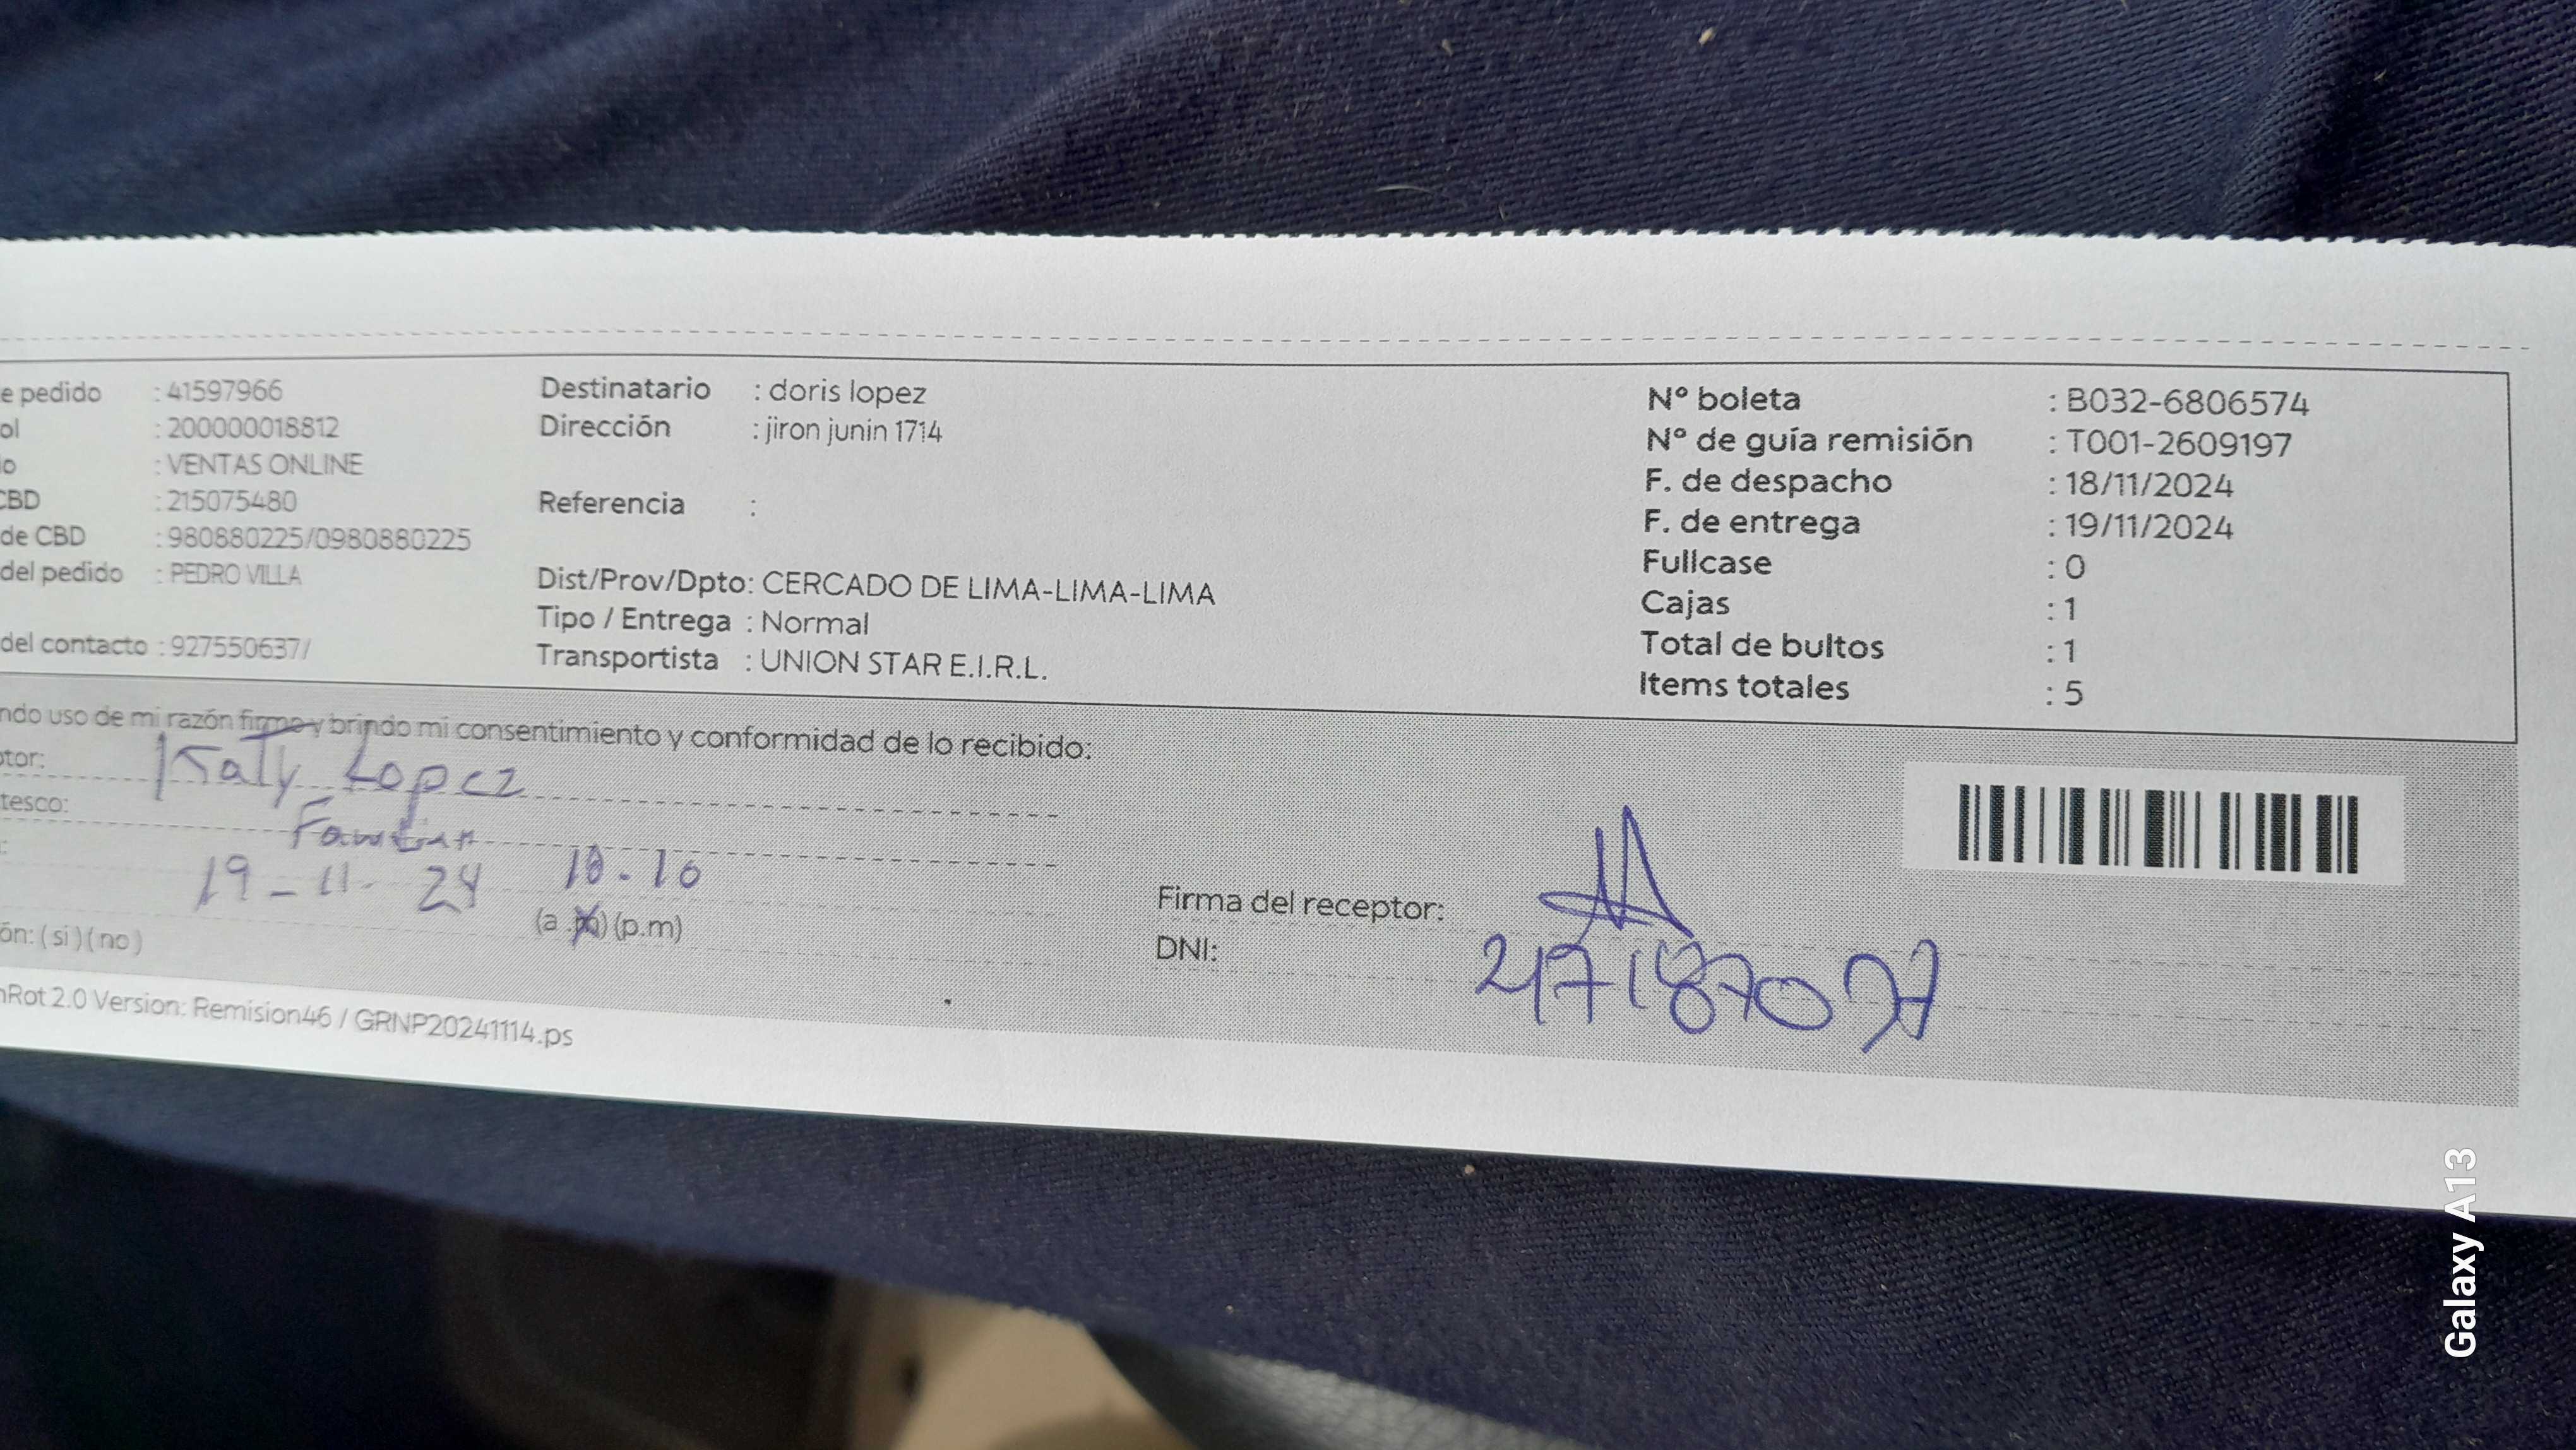 e pedido : 41597966 Destinatario : doris lopez Nº boleta : B032-6806574
ol : 200000018812 Dirección : jiron junin 1714 Nº de guía remisión : T001-2609197
io : VENTAS ONLINE F. de despacho : 18/11/2024
CBD : 215075480 Referencia : F. de entrega : 19/11/2024
de CBD : 980880225/0980880225 Fullcase : 0
del pedido : PEDRO VILLA Dist/Prov/Dpto: CERCADO DE LIMA-LIMA-LIMA Cajas : 1
Tipo / Entrega : Normal Total de bultos : 1
del contacto : 927550637/ Transportista : UNION STAR E.I.R.L. Items totales : 5
ndo uso de mi razón firmo y brindo mi consentimiento y conformidad de lo recibido:
ptor: Katy Lopez
tesco: Familiar
: 19-11-24 10.10
(a.m) (p.m)
ón: (si) (no)
Firma del receptor:
DNI:
nRot 2.0 Version: Remision46 / GRNP20241114.ps
Galaxy A13